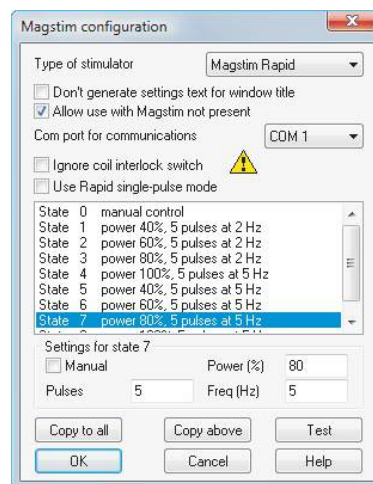 Magstim configuration
Type of stimulator Magstim Rapid
Don't generate settings text for window title
Allow use with Magstim not present
Com port for communications COM 1
Ignore coil interlock switch
Use Rapid single-pulse mode
State 0 manual control
State 1 power 40%, 5 pulses at 2 Hz
State 2 power 60%, 5 pulses at 2 Hz
State 3 power 80%, 5 pulses at 2 Hz
State 4 power 100%, 5 pulses at 5 Hz
State 5 power 40%, 5 pulses at 5 Hz
State 6 power 60%, 5 pulses at 5 Hz
State 7 power 80%, 5 pulses at 5 Hz
Settings for state 7
Manual Power (%) 80
Pulses 5 Freq (Hz) 5
Copy to all Copy above Test
OK Cancel Help